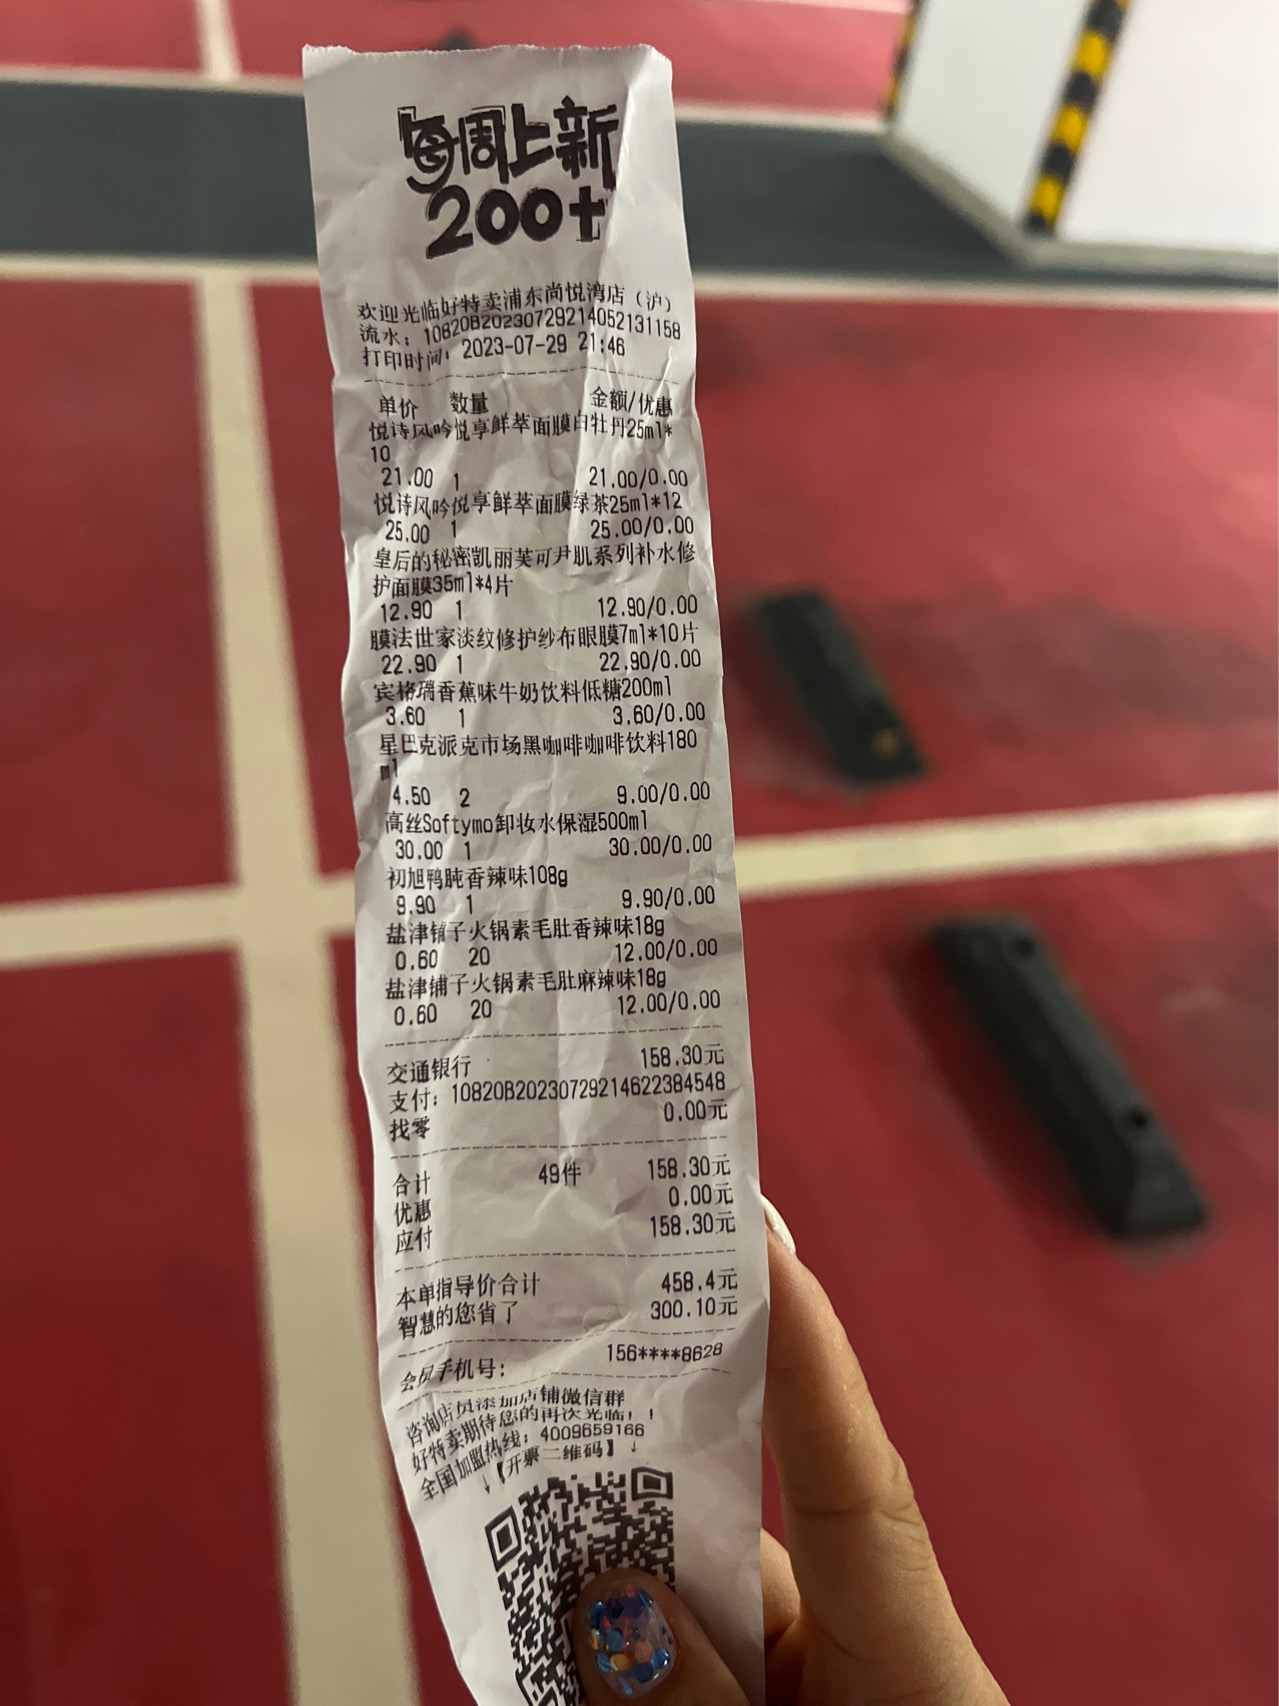 每周上新
200+
欢迎光临好特卖浦东尚悦湾店（沪）
流水：10820B20230729214052131158
打印时间：2023-07-29 21:46
单价 数量 金额/优惠
悦诗风吟悦享鲜萃面膜白牡丹25ml*
10
21.00 1 21.00/0.00
悦诗风吟悦享鲜萃面膜绿茶25ml*12
25.00 1 25.00/0.00
皇后的秘密凯丽芙可尹肌系列补水修
护面膜35ml*4片
12.90 1 12.90/0.00
膜法世家淡纹修护纱布眼膜7ml*10片
22.90 1 22.90/0.00
宾格瑞香蕉味牛奶饮料低糖200ml
3.60 1 3.60/0.00
星巴克派克市场黑咖啡咖啡饮料180
ml
4.50 2 9.00/0.00
高丝Softymo卸妆水保湿500ml
30.00 1 30.00/0.00
初旭鸭肫香辣味108g
9.90 1 9.90/0.00
盐津铺子火锅素毛肚香辣味18g
0.60 20 12.00/0.00
盐津铺子火锅素毛肚麻辣味18g
0.60 20 12.00/0.00
交通银行 158.30元
支付：10820B20230729214622384548
找零 0.00元
合计 49件 158.30元
优惠 0.00元
应付 158.30元
本单指导价合计 458.4元
智慧的您省了 300.10元
会员手机号： 156****8628
咨询店员添加店铺微信群
好特卖期待您的再次光临！！
全国加盟热线：4009659166
↓【开票二维码】↓